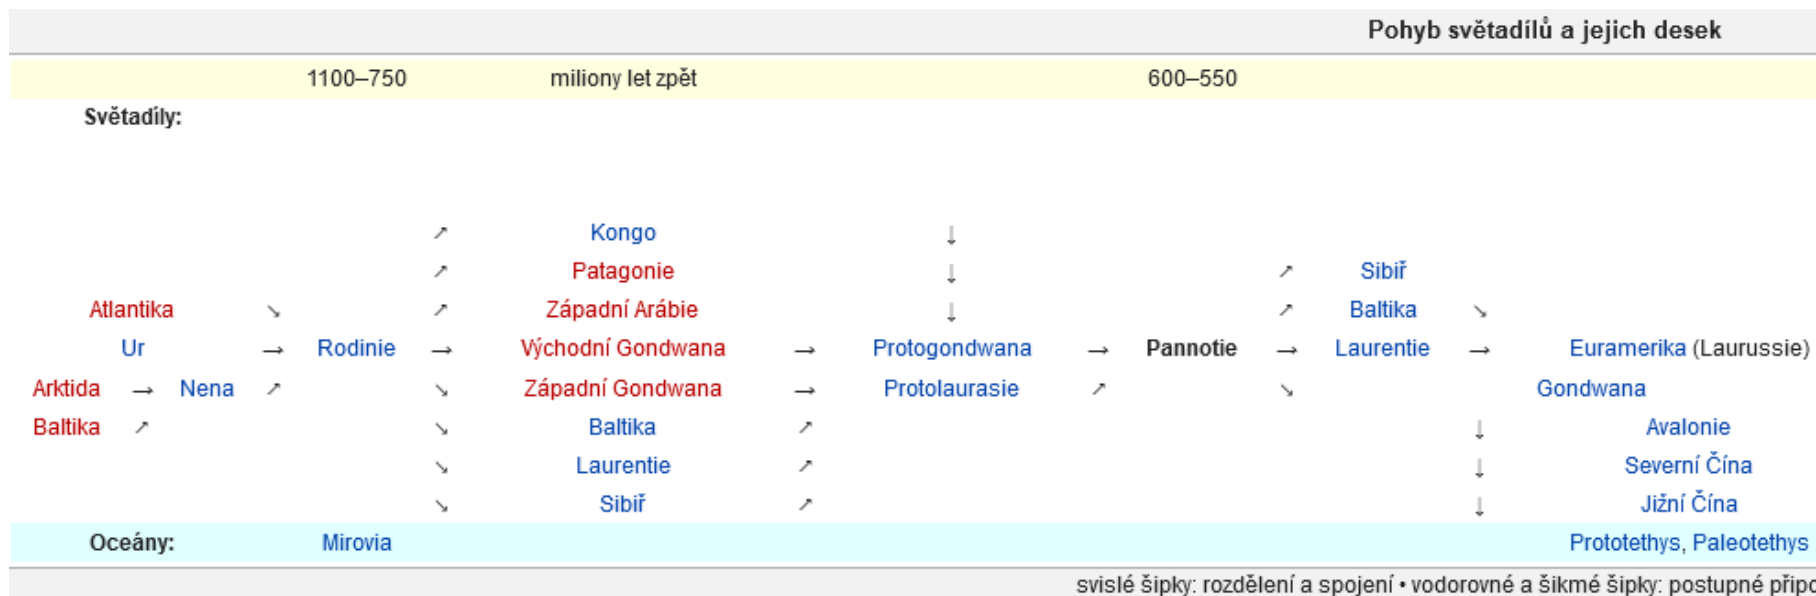 Pohyb světadílů a jejich desek
1100–750 miliony let zpět 600–550
Světadíly:
↗ Kongo ↓
↗ Patagonie ↓ ↗ Sibiř
Atlantika ↘ ↗ Západní Arábie ↓ ↗ Baltika ↘
Ur → Rodinie → Východní Gondwana → Protogondwana → Pannotie → Laurentie → Euramerika (Laurussie)
Arktida → Nena ↗ ↘ Západní Gondwana → Protolaurasie ↗ ↘ Gondwana
Baltika ↗ ↘ Baltika ↗ ↓ Avalonie
↘ Laurentie ↗ ↓ Severní Čína
↘ Sibiř ↗ ↓ Jižní Čína
Oceány: Mirovia Prototethys, Paleotethys
svislé šipky: rozdělení a spojení • vodorovné a šikmé šipky: postupné